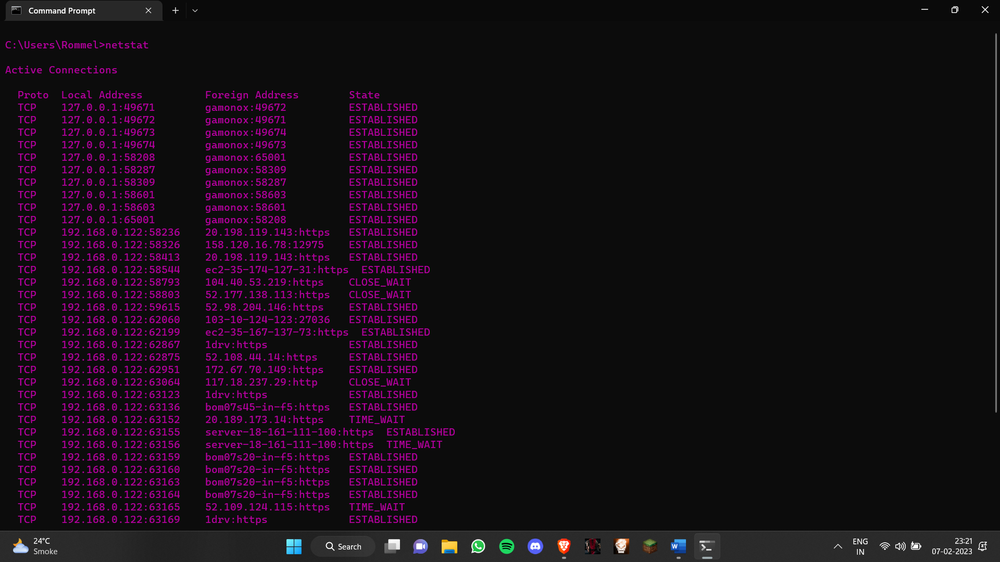 Command Prompt
C:\Users\Rommel>netstat
Active Connections
Proto  Local Address          Foreign Address        State
TCP    127.0.0.1:49671        gamonox:49672          ESTABLISHED
TCP    127.0.0.1:49672        gamonox:49671          ESTABLISHED
TCP    127.0.0.1:49673        gamonox:49674          ESTABLISHED
TCP    127.0.0.1:49674        gamonox:49673          ESTABLISHED
TCP    127.0.0.1:58208        gamonox:65001          ESTABLISHED
TCP    127.0.0.1:58287        gamonox:58309          ESTABLISHED
TCP    127.0.0.1:58309        gamonox:58287          ESTABLISHED
TCP    127.0.0.1:58601        gamonox:58603          ESTABLISHED
TCP    127.0.0.1:58603        gamonox:58601          ESTABLISHED
TCP    127.0.0.1:65001        gamonox:58208          ESTABLISHED
TCP    192.168.0.122:58236    20.198.119.143:https   ESTABLISHED
TCP    192.168.0.122:58326    158.120.16.78:12975    ESTABLISHED
TCP    192.168.0.122:58413    20.198.119.143:https   ESTABLISHED
TCP    192.168.0.122:58544    ec2-35-174-127-31:https  ESTABLISHED
TCP    192.168.0.122:58793    104.40.53.219:https    CLOSE_WAIT
TCP    192.168.0.122:58803    52.177.138.113:https   CLOSE_WAIT
TCP    192.168.0.122:59615    52.98.204.146:https    ESTABLISHED
TCP    192.168.0.122:62060    103-10-124-123:27036   ESTABLISHED
TCP    192.168.0.122:62199    ec2-35-167-137-73:https  ESTABLISHED
TCP    192.168.0.122:62867    1drv:https             ESTABLISHED
TCP    192.168.0.122:62875    52.108.44.14:https     ESTABLISHED
TCP    192.168.0.122:62951    172.67.70.149:https    ESTABLISHED
TCP    192.168.0.122:63064    117.18.237.29:http     CLOSE_WAIT
TCP    192.168.0.122:63123    1drv:https             ESTABLISHED
TCP    192.168.0.122:63136    bom07s45-in-f5:https   ESTABLISHED
TCP    192.168.0.122:63152    20.189.173.14:https    TIME_WAIT
TCP    192.168.0.122:63155    server-18-161-111-100:https  ESTABLISHED
TCP    192.168.0.122:63156    server-18-161-111-100:https  TIME_WAIT
TCP    192.168.0.122:63159    bom07s20-in-f5:https   ESTABLISHED
TCP    192.168.0.122:63160    bom07s20-in-f5:https   ESTABLISHED
TCP    192.168.0.122:63163    bom07s20-in-f5:https   ESTABLISHED
TCP    192.168.0.122:63164    bom07s20-in-f5:https   ESTABLISHED
TCP    192.168.0.122:63165    52.109.124.115:https   TIME_WAIT
TCP    192.168.0.122:63169    1drv:https             ESTABLISHED
24°C
Smoke
Search
ENG
IN
23:21
07-02-2023